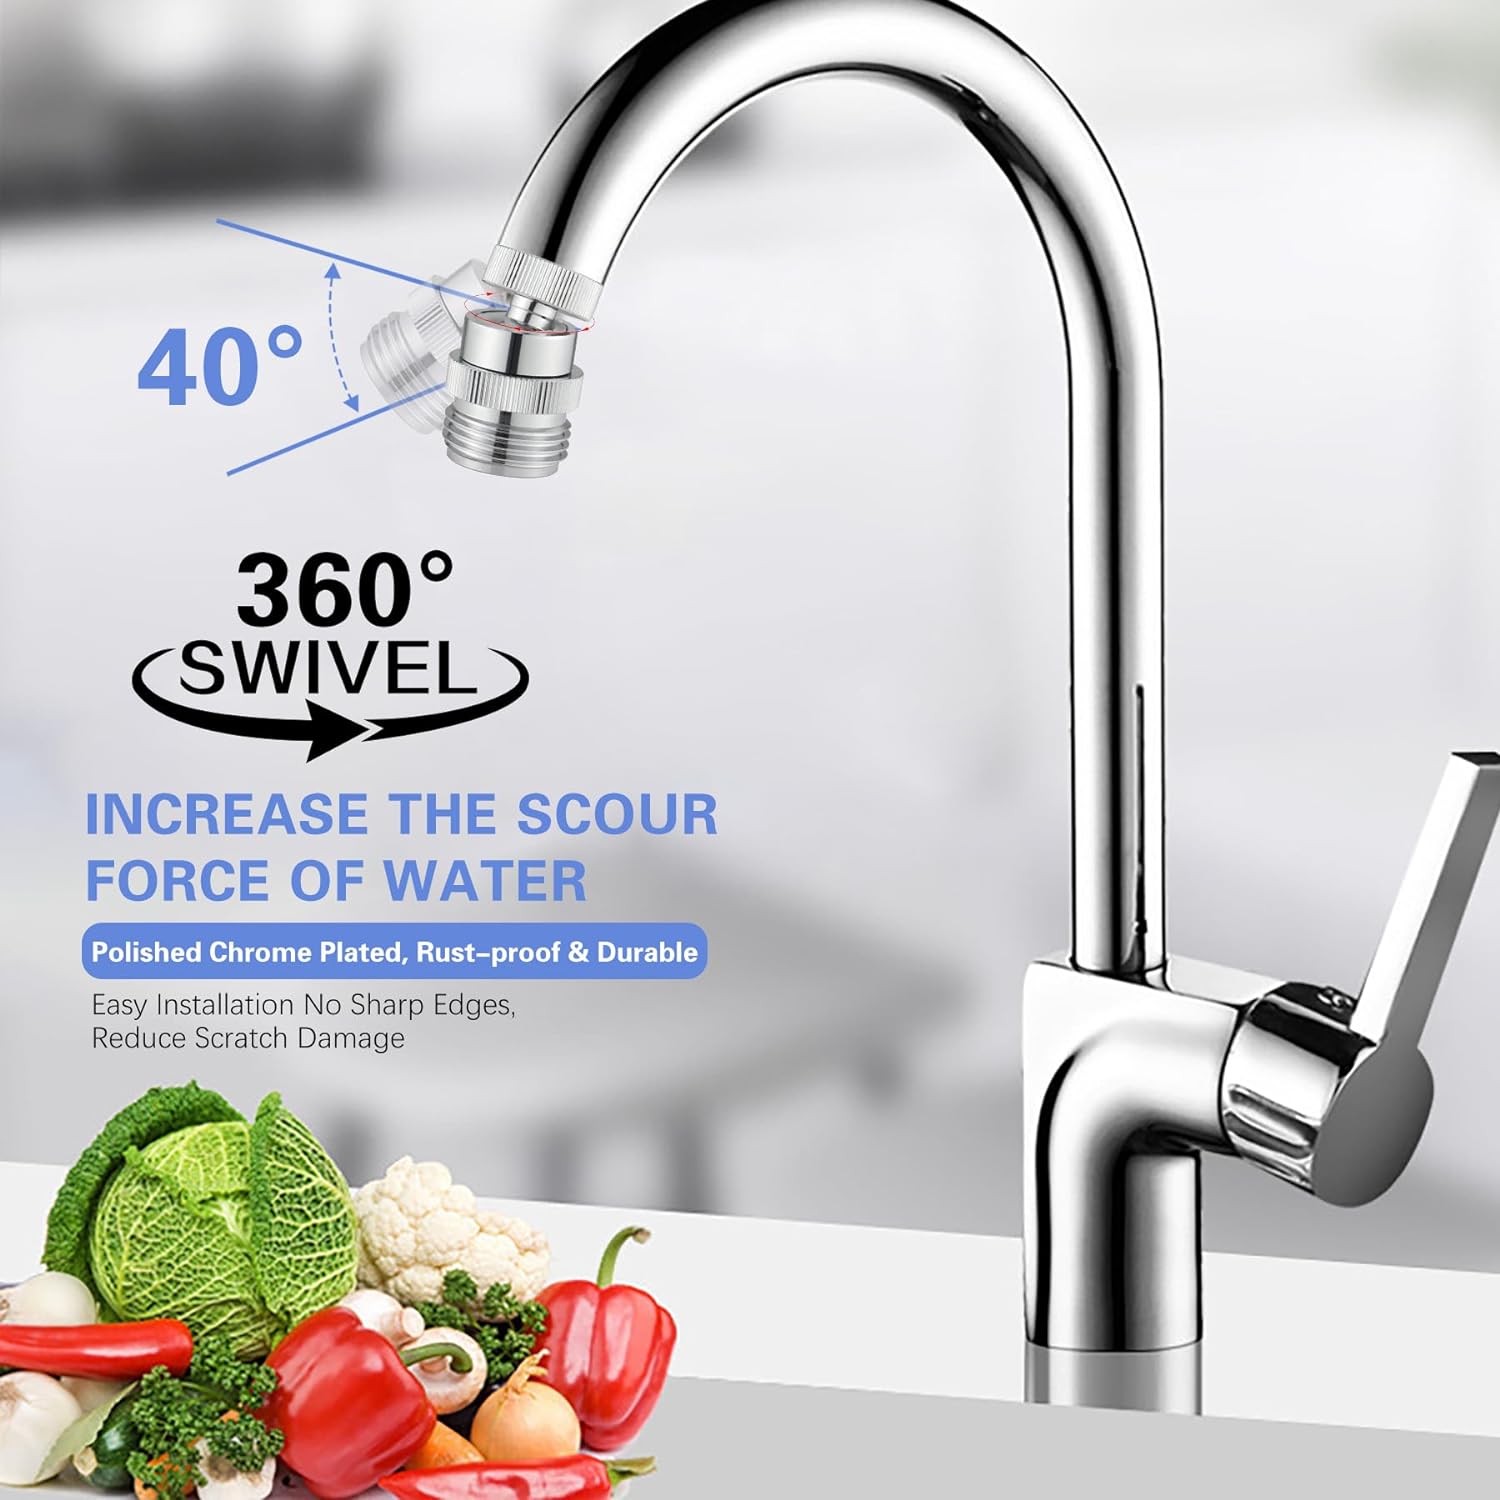 40°
360°
SWIVEL
INCREASE THE SCOUR
FORCE OF WATER
Polished Chrome Plated, Rust-proof & Durable
Easy Installation No Sharp Edges,
Reduce Scratch Damage